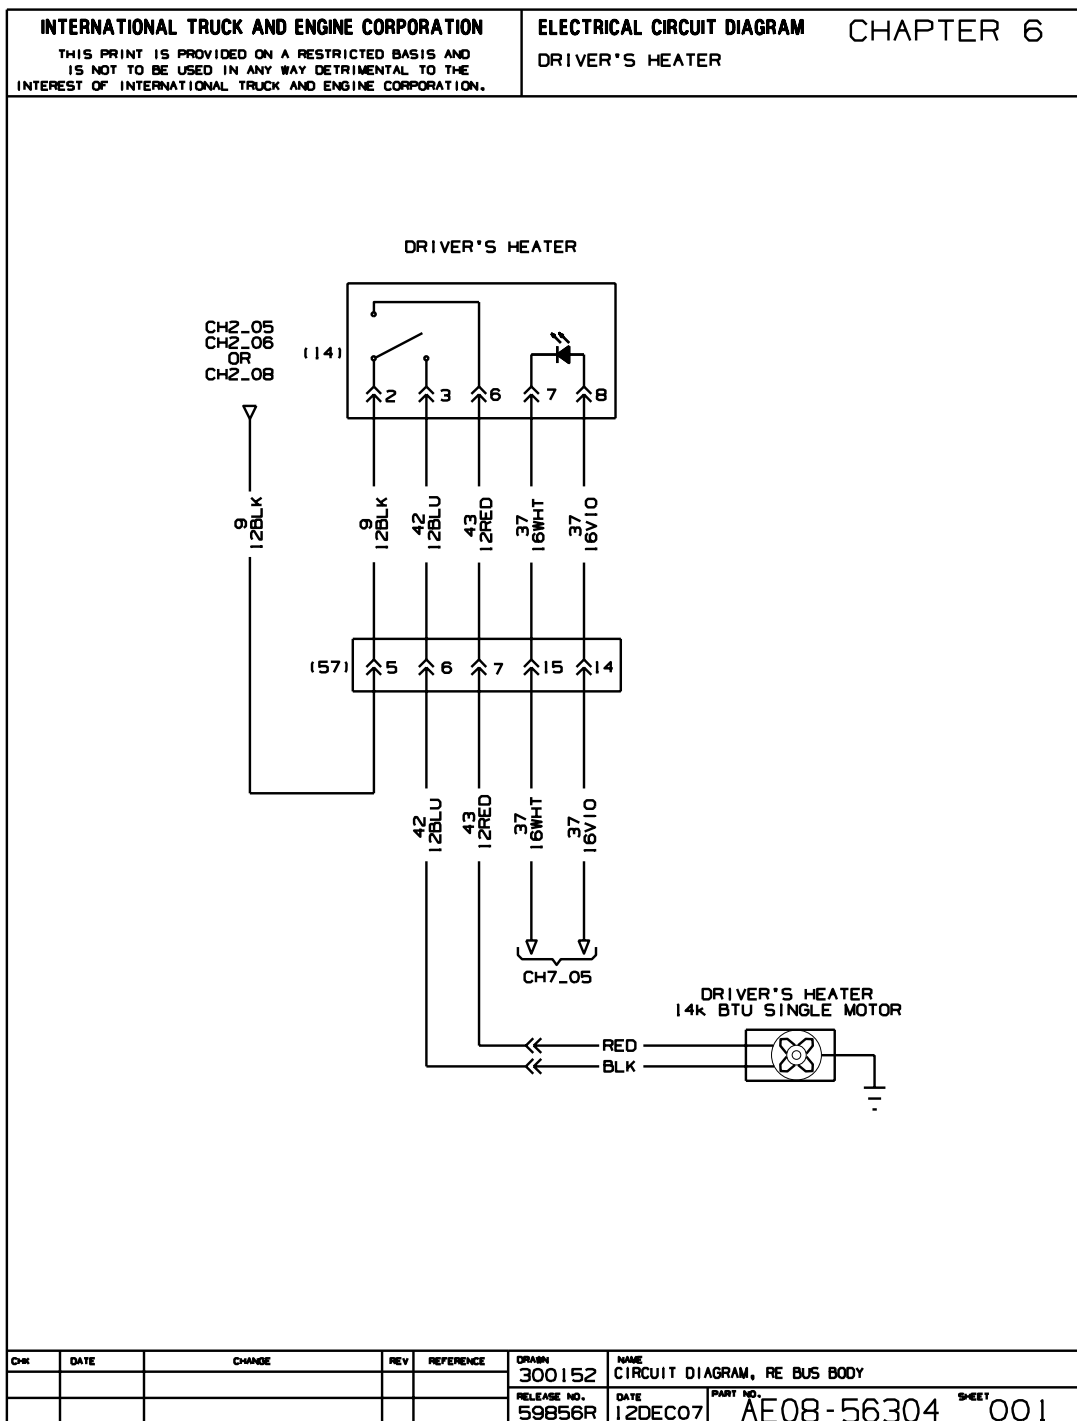 INTERNATIONAL TRUCK AND ENGINE CORPORATION
THIS PRINT IS PROVIDED ON A RESTRICTED BASIS AND
IS NOT TO BE USED IN ANY WAY DETRIMENTAL TO THE
INTEREST OF INTERNATIONAL TRUCK AND ENGINE CORPORATION.
ELECTRICAL CIRCUIT DIAGRAM
CHAPTER 6
DRIVER'S HEATER
DRIVER'S HEATER
CH2_05
CH2_06
OR
CH2_08
(14)
2
3
6
7
8
9
12BLK
9
12BLK
42
12BLU
43
12RED
37
16WHT
37
16VIO
(57)
5
6
7
15
14
42
12BLU
43
12RED
37
16WHT
37
16VIO
CH7_05
DRIVER'S HEATER
14k BTU SINGLE MOTOR
RED
BLK
CHK
DATE
CHANGE
REV
REFERENCE
DRAWN
300152
NAME
CIRCUIT DIAGRAM, RE BUS BODY
RELEASE NO.
59856R
DATE
12DEC07
PART NO.
AE08-56304
SHEET
001